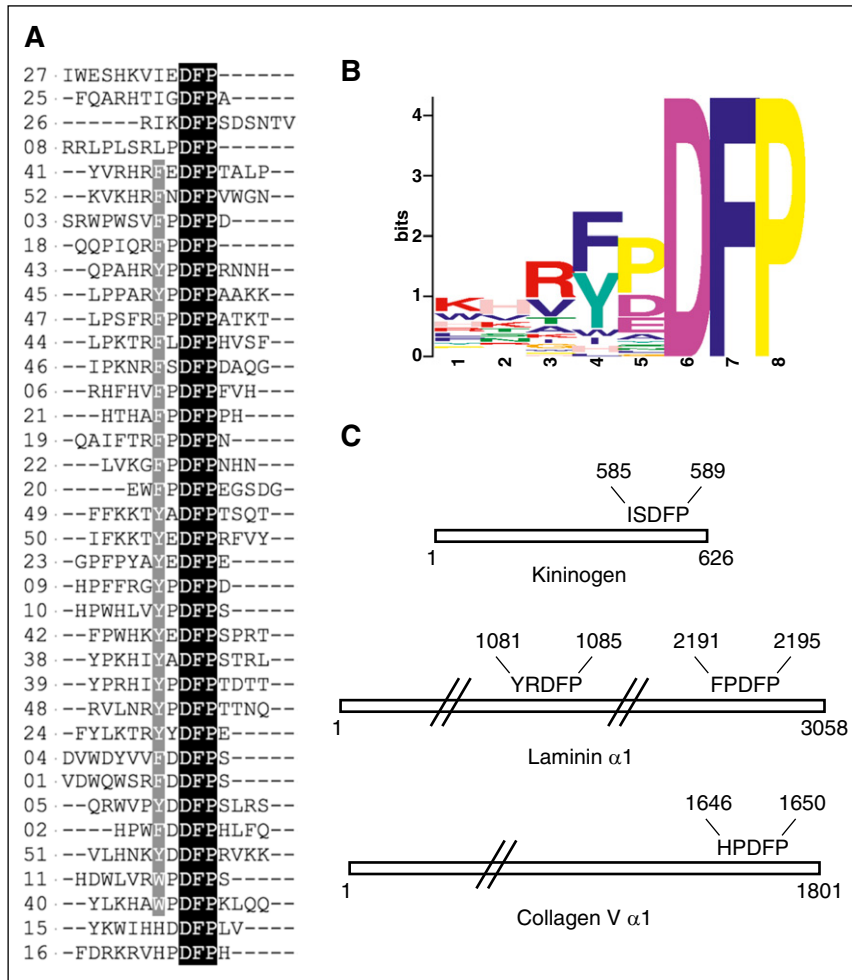 A
27 · IWESHKVIEDFP------
25 · -FQARHTIGDFPA-----
26 · ------RIKDFPSDSNTV
08 · RRLPLSRLPDFP------
41 · --YVRHRFEDFPTALP--
52 · --KVKHRFNDFPVWGN--
03 · SRWPWSVFPDFPD-----
18 · -QQPIQRFPDFP------
43 · --QPAHRYPDFPRNNH--
45 · --LPPARYPDFPAAKK--
47 · --LPSFRFPDFPATKT--
44 · --LPKTRFLDFPHVSF--
46 · --IPKNRFSDFPDAQG--
06 · --RHFHVFPDFPFVH---
21 · ---HTHAFPDFPPH----
19 · -QAIFTRFPDFPN-----
22 · ---LVKGFPDFPNHN---
20 · -----EWFPDFPEGSDG-
49 · --FFKKTYADFPTSQT--
50 · --IFKKTYEDFPRFVY--
23 · -GPFPYAYEDFPE-----
09 · -HPFFRGYPDFPD-----
10 · -HPWHLVYPDFPS-----
42 · --FPWHKYEDFPSPRT--
38 · --YPKHIYADFPSTRL--
39 · --YPRHIYPDFPTDTT--
48 · --RVLNRYPDFPTTNQ--
24 · -FYLKTRYYDFPE-----
04 · DVWDYVVFDDFPS-----
01 · VDWQWSRFDDFPS-----
05 · --QRWVPYDDFPSLRS--
02 · ----HPWFDDFPHLFQ--
51 · --VLHNKYDDFPRVKK--
11 · -HDWLVRWPDFPS-----
40 · --YLKHAWPDFPKLQQ--
15 · --YKWIHHDDFPLV----
16 · -FDRKRVHPDFPH-----
B
bits
4
3
2
1
0
K H R F P D F P
V Y D
E
1 2 3 4 5 6 7 8
C
585 589
ISDFP
1 626
Kininogen
1081 1085 2191 2195
YRDFP FPDFP
1 3058
Laminin α1
1646 1650
HPDFP
1 1801
Collagen V α1